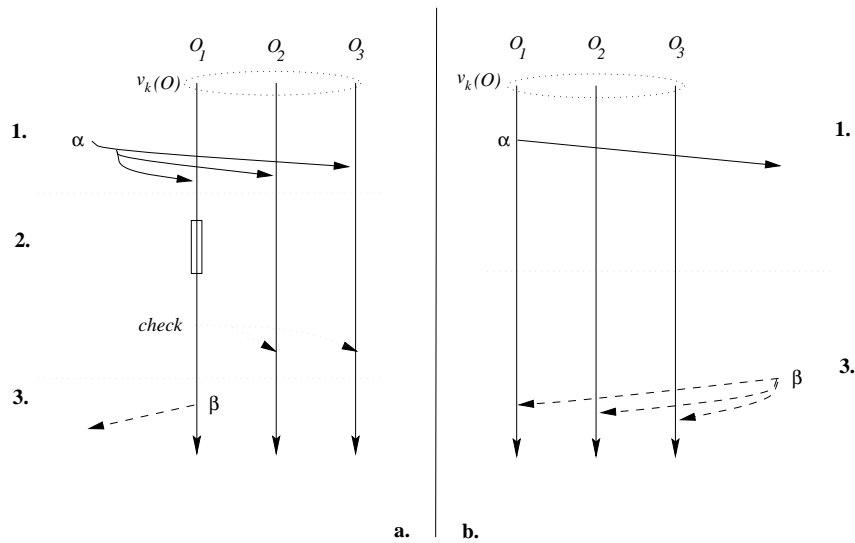 O1 O2 O3
vk(O)
1.
α
2.
check
3.
β
a.
O1 O2 O3
vk(O)
1.
α
3.
β
b.